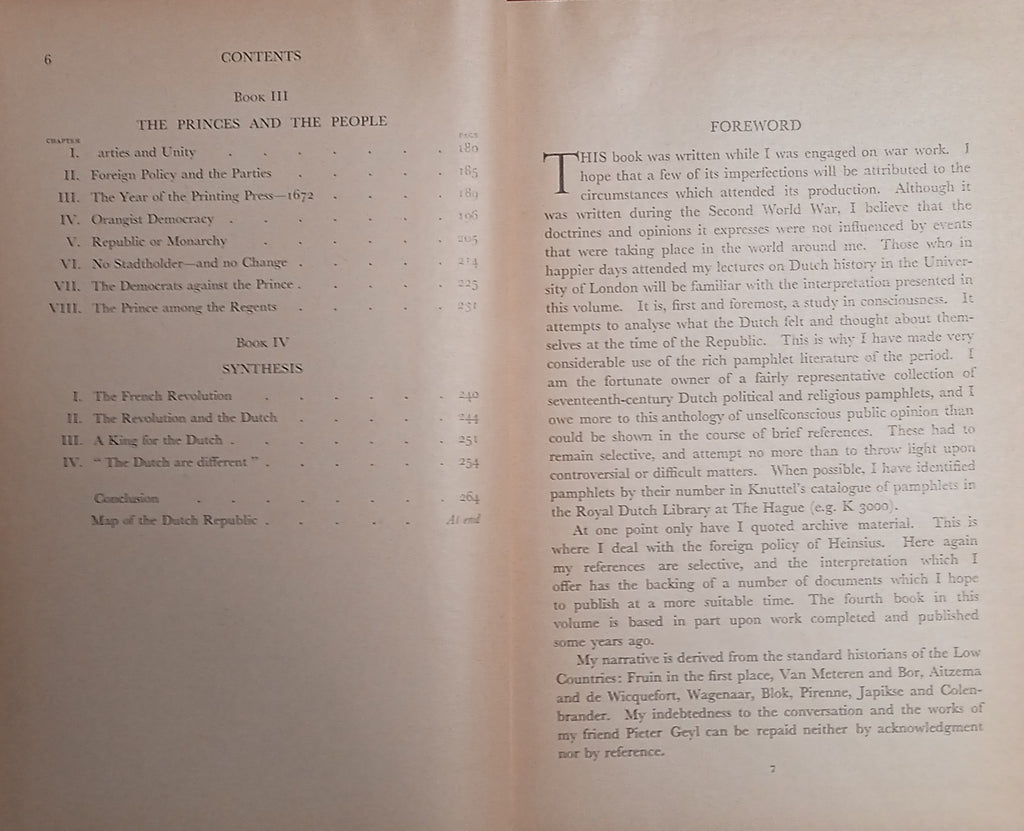 6 CONTENTS
Book III
THE PRINCES AND THE PEOPLE
CHAPTER PAGE
I. arties and Unity . . . . . . 180
II. Foreign Policy and the Parties . . . . 185
III. The Year of the Printing Press—1672 . . . 189
IV. Orangist Democracy . . . . . . 196
V. Republic or Monarchy . . . . . 205
VI. No Stadtholder—and no Change . . . . 214
VII. The Democrats against the Prince . . . . . 225
VIII. The Prince among the Regents . . . . 231
Book IV
SYNTHESIS
I. The French Revolution . . . . . 240
II. The Revolution and the Dutch . . . . 244
III. A King for the Dutch . . . . . . 251
IV. “ The Dutch are different ” . . . . . 254
Conclusion . . . . . . . 264
Map of the Dutch Republic . . . . . At end
FOREWORD
THIS book was written while I was engaged on war work. I
hope that a few of its imperfections will be attributed to the
circumstances which attended its production. Although it
was written during the Second World War, I believe that the
doctrines and opinions it expresses were not influenced by events
that were taking place in the world around me. Those who in
happier days attended my lectures on Dutch history in the Univer-
sity of London will be familiar with the interpretation presented in
this volume. It is, first and foremost, a study in consciousness. It
attempts to analyse what the Dutch felt and thought about them-
selves at the time of the Republic. This is why I have made very
considerable use of the rich pamphlet literature of the period. I
am the fortunate owner of a fairly representative collection of
seventeenth-century Dutch political and religious pamphlets, and I
owe more to this anthology of unselfconscious public opinion than
could be shown in the course of brief references. These had to
remain selective, and attempt no more than to throw light upon
controversial or difficult matters. When possible, I have identified
pamphlets by their number in Knuttel's catalogue of pamphlets in
the Royal Dutch Library at The Hague (e.g. K 3000).
At one point only have I quoted archive material. This is
where I deal with the foreign policy of Heinsius. Here again
my references are selective, and the interpretation which I
offer has the backing of a number of documents which I hope
to publish at a more suitable time. The fourth book in this
volume is based in part upon work completed and published
some years ago.
My narrative is derived from the standard historians of the Low
Countries: Fruin in the first place, Van Meteren and Bor, Aitzema
and de Wicquefort, Wagenaar, Blok, Pirenne, Japikse and Colen-
brander. My indebtedness to the conversation and the works of
my friend Pieter Geyl can be repaid neither by acknowledgment
nor by reference.
7